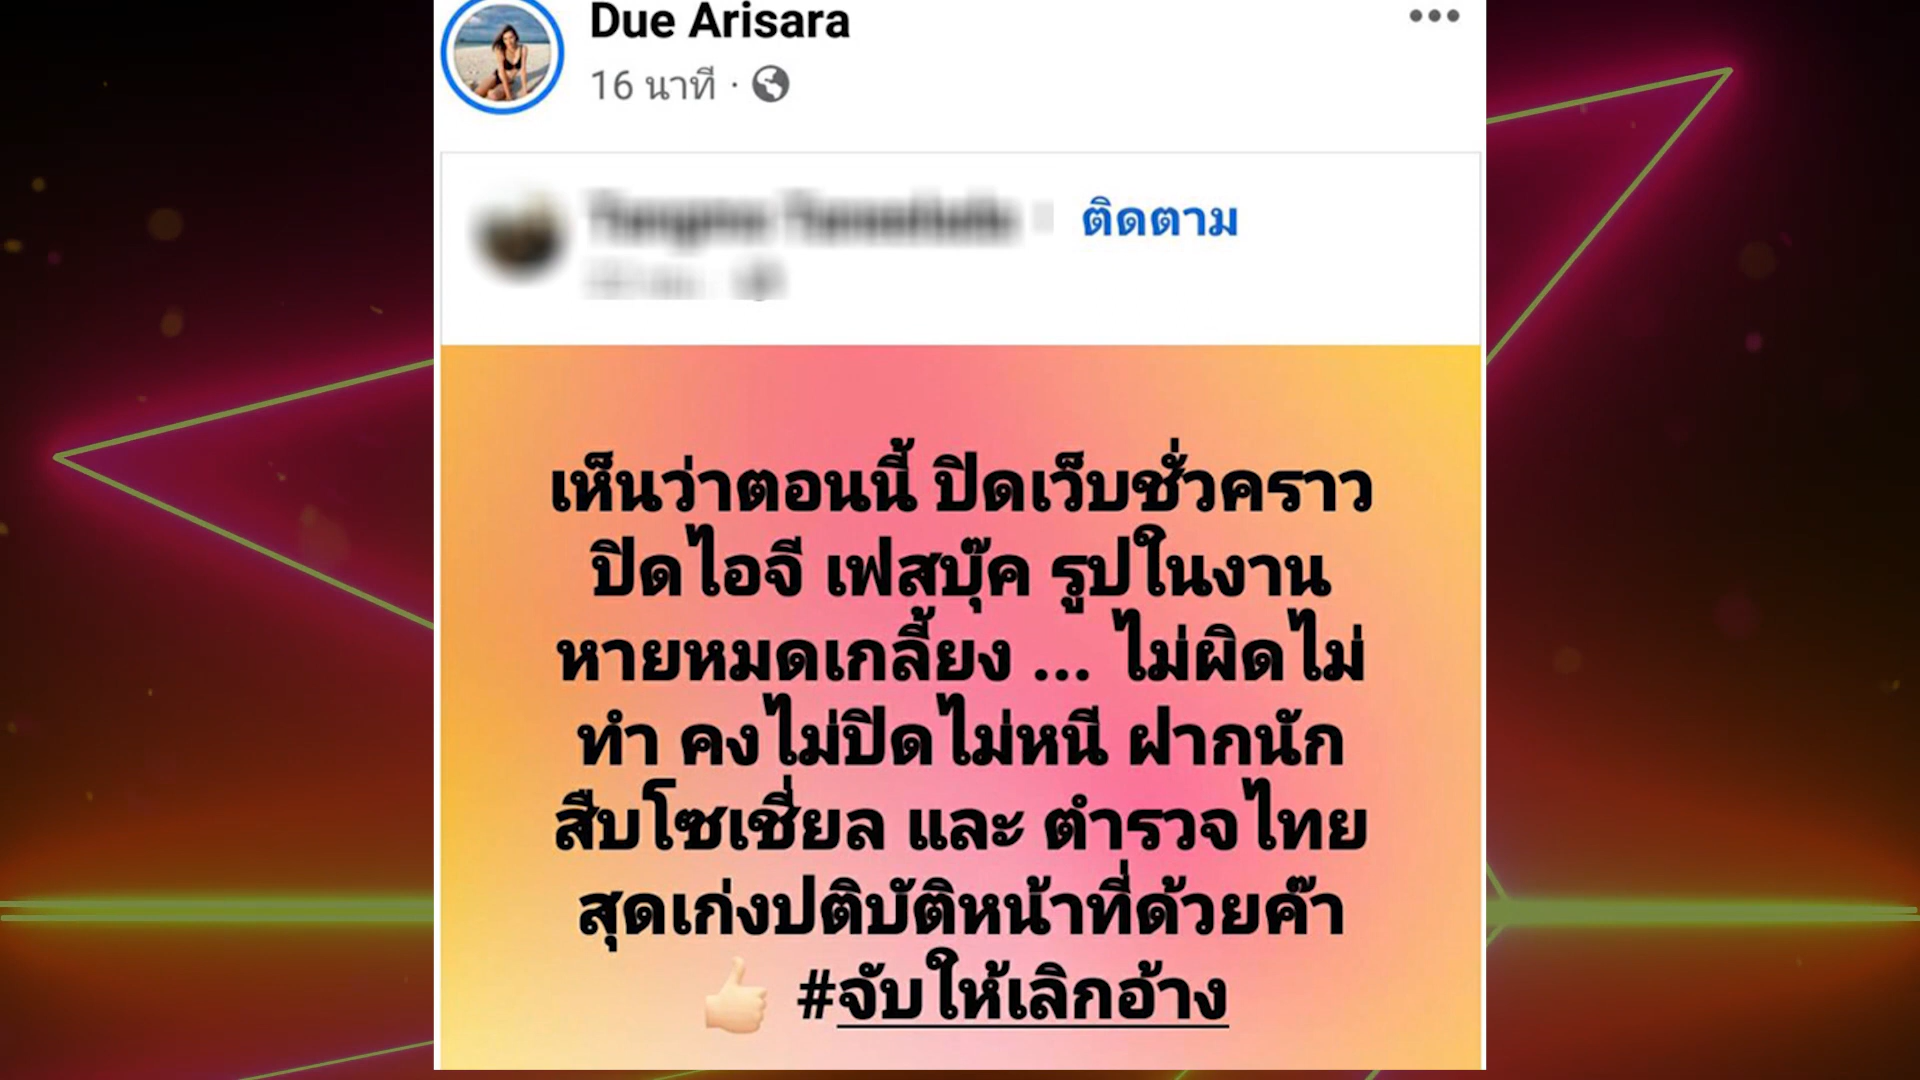 Due Arisara
16 นาที ·
ติดตาม
เห็นว่าตอนนี้ ปิดเว็บชั่วคราว
ปิดไอจี เฟสบุ๊ค รูปในงาน
หายหมดเกลี้ยง ... ไม่ผิดไม่
ทำ คงไม่ปิดไม่หนี ฝากนัก
สืบโซเชี่ยล และ ตำรวจไทย
สุดเก่งปติบัติหน้าที่ด้วยค๊า
#จับให้เลิกอ้าง